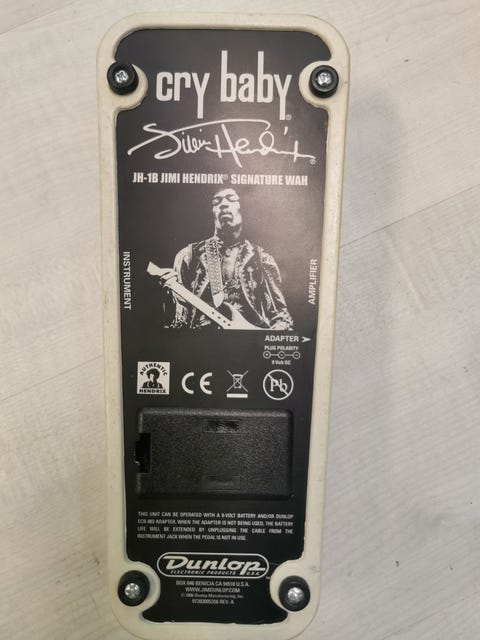 cry baby®
Jimi Hendrix®
JH-1B JIMI HENDRIX® SIGNATURE WAH
INSTRUMENT
AMPLIFIER
ADAPTER
PLUG POLARITY
9 Volt DC
AUTHENTIC
HENDRIX
CE
Pb
THIS UNIT CAN BE OPERATED WITH A 9-VOLT BATTERY AND/OR DUNLOP
ECB-003 ADAPTER. WHEN THE ADAPTER IS NOT BEING USED, THE BATTERY
LIFE WILL BE EXTENDED BY UNPLUGGING THE CABLE FROM THE
INSTRUMENT JACK WHEN THE PEDAL IS NOT IN USE.
Dunlop
ELECTRONIC PRODUCTS U.S.A.
BOX 846 BENICIA CA 94510 U.S.A.
WWW.JIMDUNLOP.COM
Dunlop Manufacturing, Inc.
REV. A